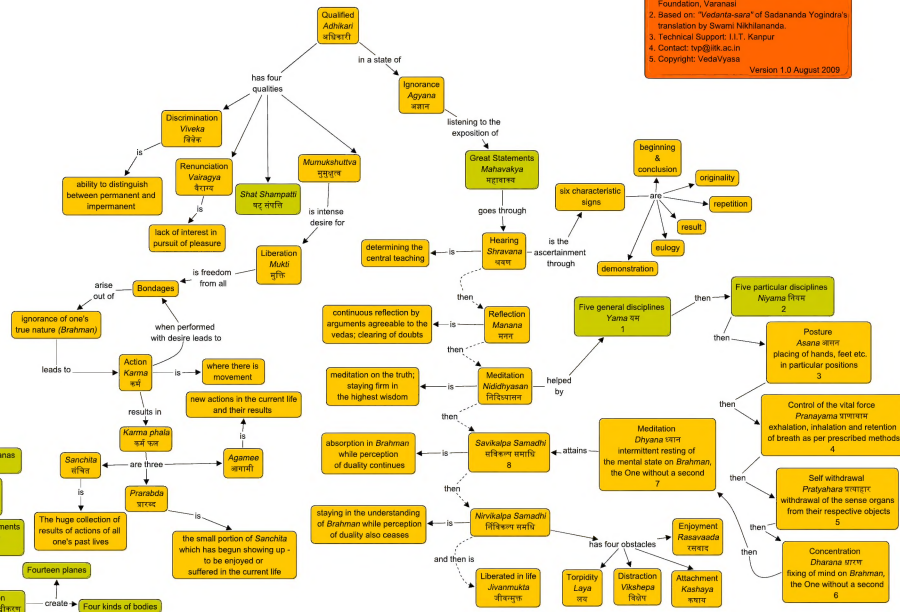 Foundation, Varanasi
2. Based on: "Vedanta-sara" of Sadananda Yogindra's
translation by Swami Nikhilananda.
3. Technical Support: I.I.T. Kanpur
4. Contact: tvp@iitk.ac.in
5. Copyright: VedaVyasa
Version 1.0 August 2009
Qualified
Adhikari
अधिकारी
in a state of
has four
qualities
Ignorance
Agyana
अज्ञान
listening to the
exposition of
Discrimination
Viveka
विवेक
is
ability to distinguish
between permanent and
impermanent
Renunciation
Vairagya
वैराग्य
is
lack of interest in
pursuit of pleasure
Shat Shampatti
षट् संपत्ति
Mumukshuttva
मुमुक्षुत्व
is intense
desire for
Liberation
Mukti
मुक्ति
is freedom
from all
Bondages
arise
out of
ignorance of one's
true nature (Brahman)
leads to
when performed
with desire leads to
Action
Karma
कर्म
is
where there is
movement
results in
Karma phala
कर्म फल
are three
Sanchita
संचित
is
The huge collection of
results of actions of all
one's past lives
Prarabda
प्रारब्द
is
the small portion of Sanchita
which has begun showing up -
to be enjoyed or
suffered in the current life
Agamee
आगामी
is
new actions in the current life
and their results
Great Statements
Mahavakya
महावाक्य
goes through
Hearing
Shravana
श्रवण
is
determining the
central teaching
is the
ascertainment
through
six characteristic
signs
are
beginning
&
conclusion
originality
repetition
result
eulogy
demonstration
then
Reflection
Manana
मनन
is
continuous reflection by
arguments agreeable to the
vedas; clearing of doubts
then
Meditation
Nididhyasan
निदिध्यासन
is
meditation on the truth;
staying firm in
the highest wisdom
helped
by
then
Savikalpa Samadhi
सविकल्प समाधि
8
is
absorption in Brahman
while perception
of duality continues
then
Nirvikalpa Samadhi
निर्विकल्प समधि
is
staying in the understanding
of Brahman while perception
of duality also ceases
and then is
Liberated in life
Jivanmukta
जीवन्मुक्त
has four obstacles
Torpidity
Laya
लय
Distraction
Vikshepa
विक्षेप
Attachment
Kashaya
कषाय
Enjoyment
Rasavaada
रसवाद
Five general disciplines
Yama यम
1
then
Five particular disciplines
Niyama नियम
2
then
Posture
Asana आसन
placing of hands, feet etc.
in particular positions
3
then
Control of the vital force
Pranayama प्राणायाम
exhalation, inhalation and retention
of breath as per prescribed methods
4
then
Self withdrawal
Pratyahara प्रत्याहार
withdrawal of the sense organs
from their respective objects
5
then
Concentration
Dharana धारण
fixing of mind on Brahman,
the One without a second
6
then
Meditation
Dhyana ध्यान
intermittent resting of
the mental state on Brahman,
the One without a second
7
attains
Fourteen planes
create
Four kinds of bodies